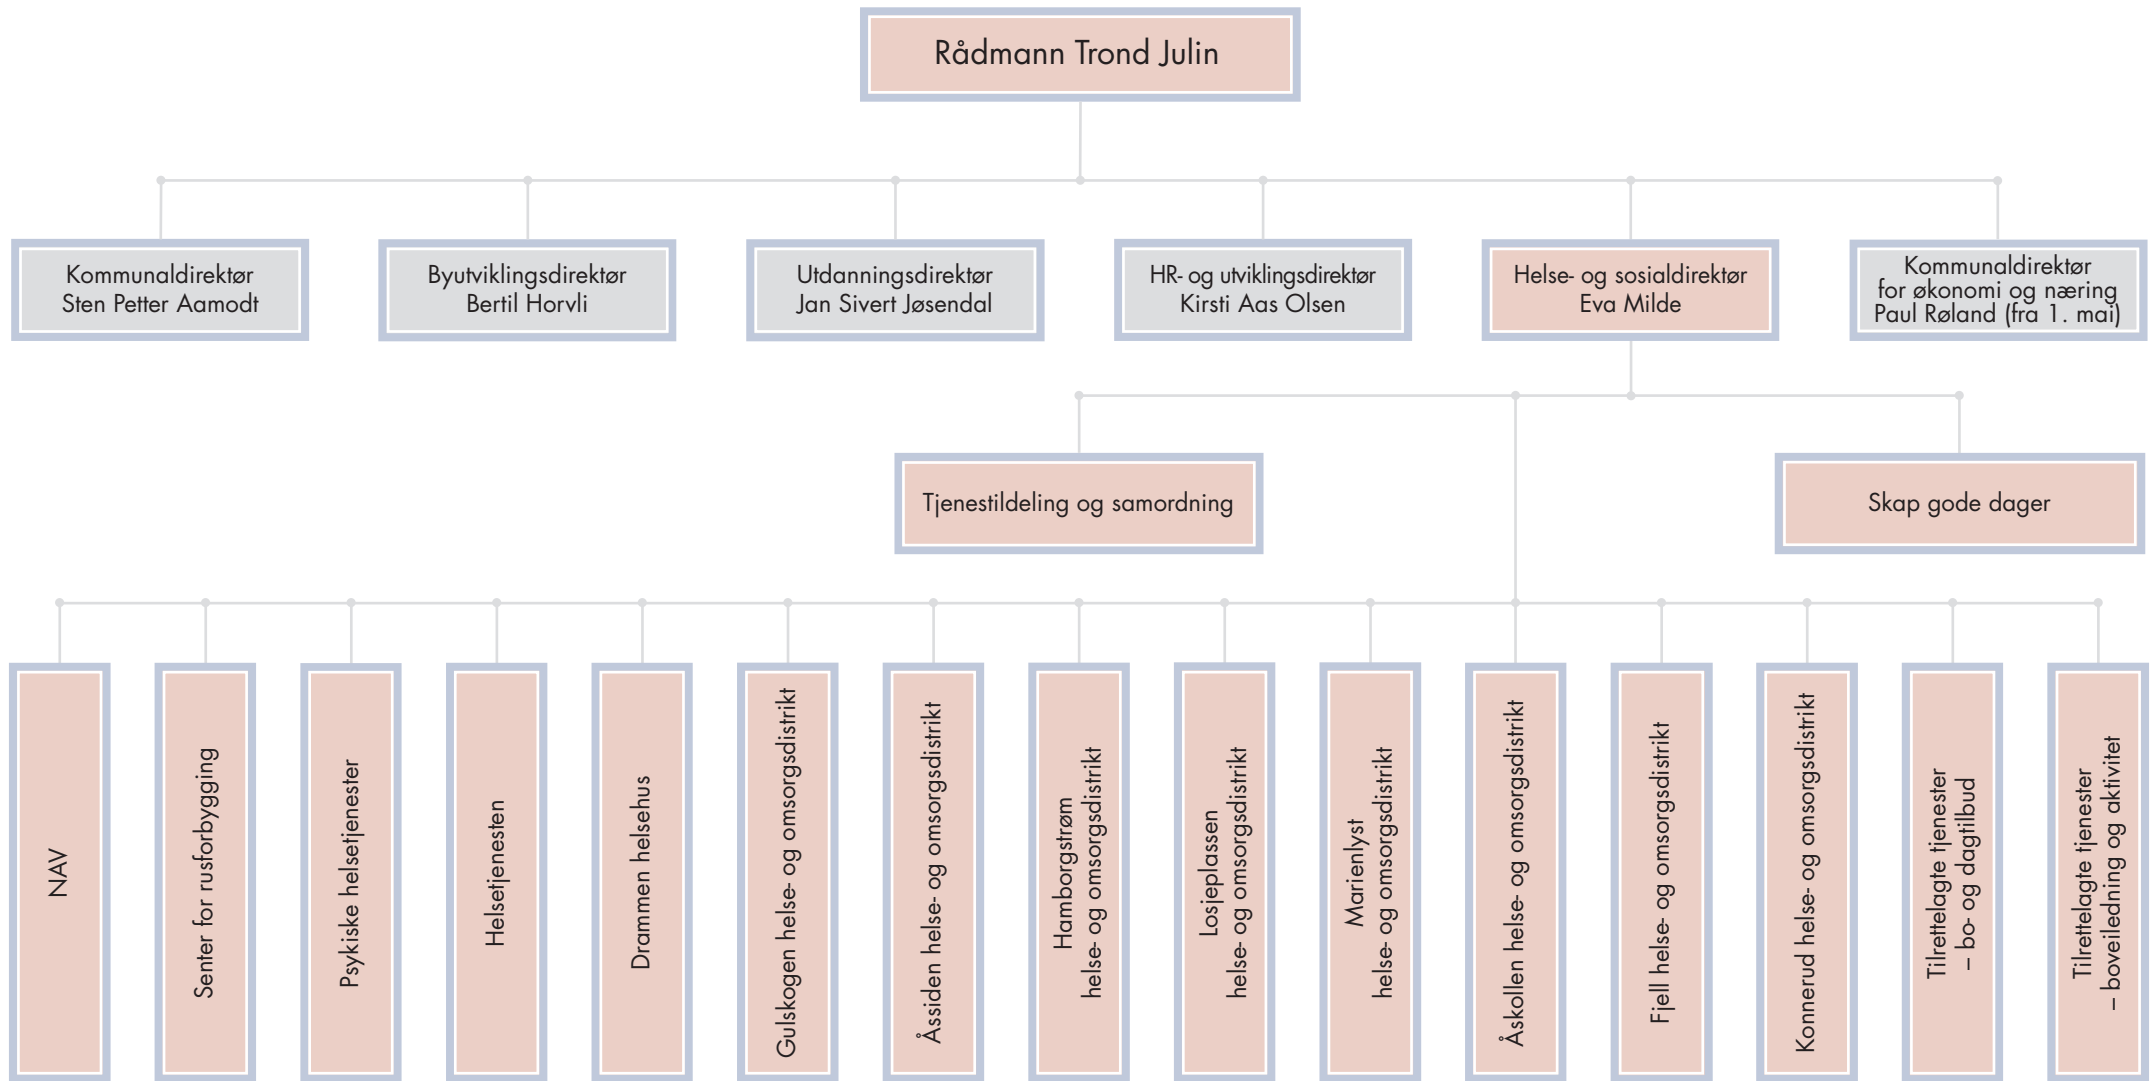 Rådmann Trond Julin
Kommunaldirektør
Sten Petter Aamodt
Byutviklingsdirektør
Bertil Horvli
Utdanningsdirektør
Jan Sivert Jøsendal
HR- og utviklingsdirektør
Kirsti Aas Olsen
Helse- og sosialdirektør
Eva Milde
Kommunaldirektør
for økonomi og næring
Paul Røland (fra 1. mai)
Tjenestildeling og samordning
Skap gode dager
NAV
Senter for rusforbygging
Psykiske helsetjenester
Helsetjenesten
Drammen helsehus
Gulskogen helse- og omsorgsdistrikt
Åssiden helse- og omsorgsdistrikt
Hamborgstrøm
helse- og omsorgsdistrikt
Losjeplassen
helse- og omsorgsdistrikt
Marienlyst
helse- og omsorgsdistrikt
Åskollen helse- og omsorgsdistrikt
Fjell helse- og omsorgsdistrikt
Konnerud helse- og omsorgsdistrikt
Tilrettelagte tjenester
– bo- og dagtilbud
Tilrettelagte tjenester
– boveiledning og aktivitet